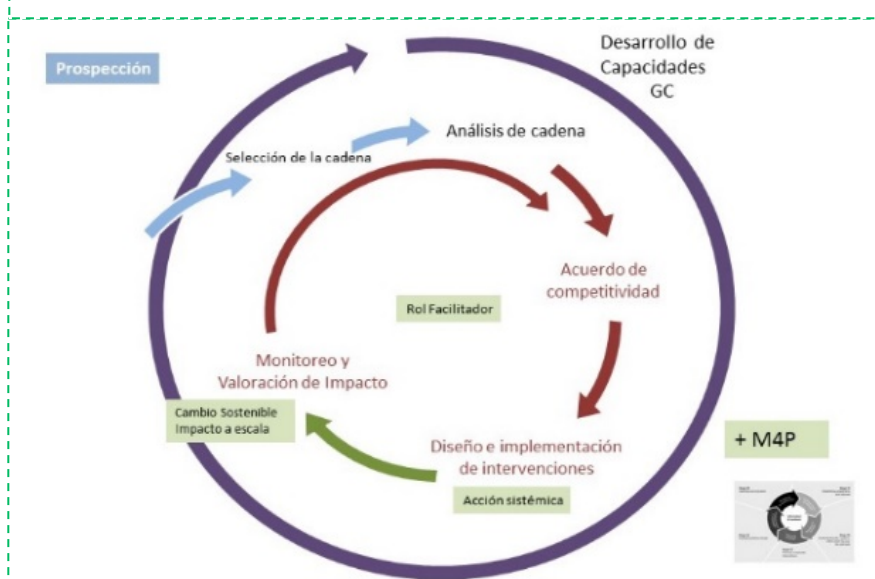 Prospección
Desarrollo de
Capacidades
GC
Análisis de cadena
Selección de la cadena
Acuerdo de
competitividad
Rol Facilitador
Monitoreo y
Valoración de Impacto
Cambio Sostenible
Impacto a escala
Diseño e implementación
de intervenciones
Acción sistémica
+ M4P